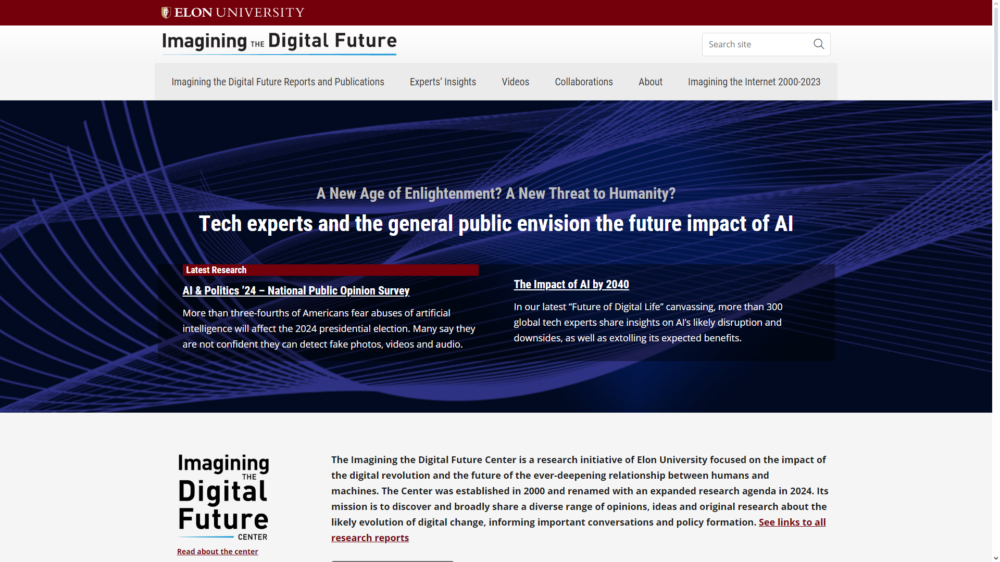 ELON UNIVERSITY
Imagining THE Digital Future
Search site
Imagining the Digital Future Reports and Publications
Experts’ Insights
Videos
Collaborations
About
Imagining the Internet 2000-2023
A New Age of Enlightenment? A New Threat to Humanity?
Tech experts and the general public envision the future impact of AI
Latest Research
AI & Politics ’24 – National Public Opinion Survey
More than three-fourths of Americans fear abuses of artificial
intelligence will affect the 2024 presidential election. Many say they
are not confident they can detect fake photos, videos and audio.
The Impact of AI by 2040
In our latest “Future of Digital Life” canvassing, more than 300
global tech experts share insights on AI’s likely disruption and
downsides, as well as extolling its expected benefits.
Imagining
THE
Digital
Future
CENTER
Read about the center
The Imagining the Digital Future Center is a research initiative of Elon University focused on the impact of
the digital revolution and the future of the ever-deepening relationship between humans and
machines. The Center was established in 2000 and renamed with an expanded research agenda in 2024. Its
mission is to discover and broadly share a diverse range of opinions, ideas and original research about the
likely evolution of digital change, informing important conversations and policy formation. See links to all
research reports